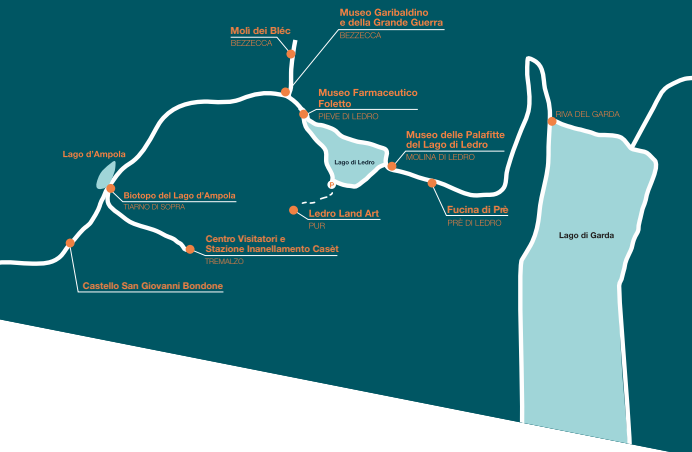 Museo Garibaldino
e della Grande Guerra
BEZZECCA
Molì dei Bléc
BEZZECCA
Museo Farmaceutico
Foletto
PIEVE DI LEDRO
RIVA DEL GARDA
Museo delle Palafitte
del Lago di Ledro
MOLINA DI LEDRO
Lago d'Ampola
Lago di Ledro
P
Biotopo del Lago d'Ampola
TIARNO DI SOPRA
Ledro Land Art
PUR
Fucina di Prè
PRÈ DI LEDRO
Lago di Garda
Centro Visitatori e
Stazione Inanellamento Casèt
TREMALZO
Castello San Giovanni Bondone